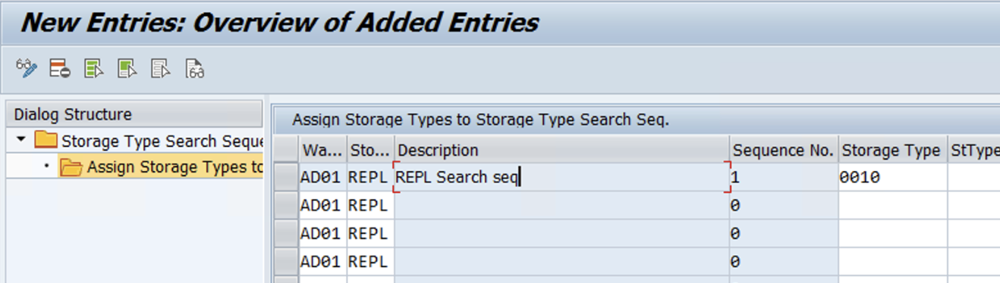 New Entries: Overview of Added Entries
Dialog Structure
Storage Type Search Seque
Assign Storage Types to
Assign Storage Types to Storage Type Search Seq.
Wa... Sto... Description Sequence No. Storage Type StType
AD01 REPL REPL Search seq 1 0010
AD01 REPL 0
AD01 REPL 0
AD01 REPL 0